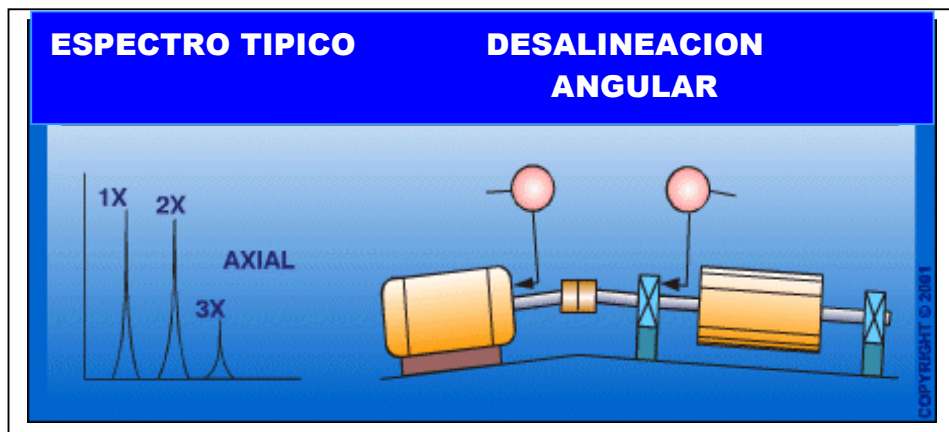 ESPECTRO TIPICO
DESALINEACION
ANGULAR
1X
2X
AXIAL
3X
COPYRIGHT © 2001